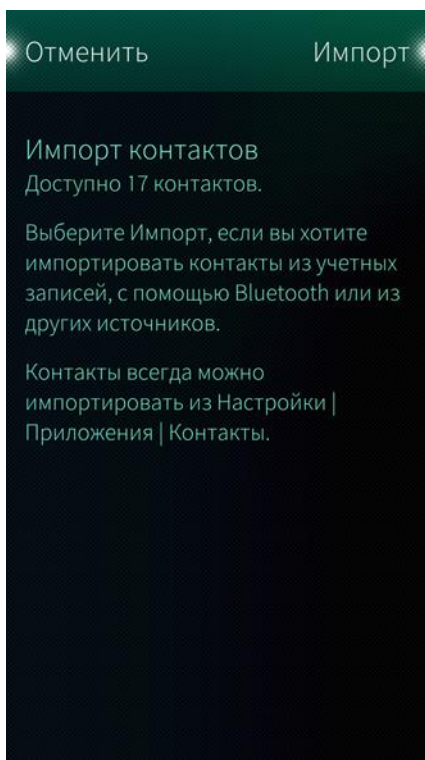 Отменить Импорт
Импорт контактов
Доступно 17 контактов.
Выберите Импорт, если вы хотите
импортировать контакты из учетных
записей, с помощью Bluetooth или из
других источников.
Контакты всегда можно
импортировать из Настройки |
Приложения | Контакты.